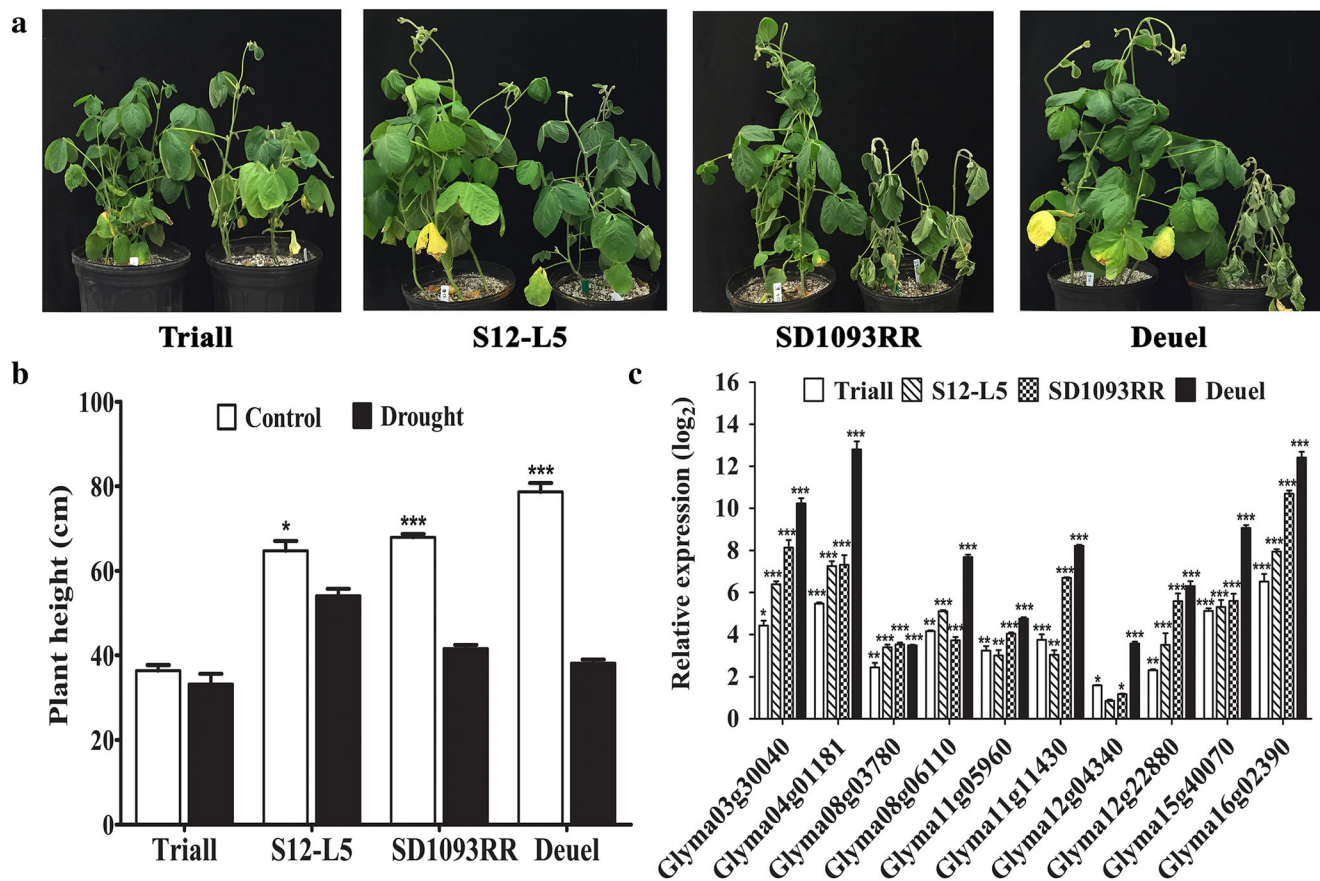 a
Triall
S12-L5
SD1093RR
Deuel
b
Plant height (cm)
100
80
60
40
20
0
Control
Drought
*
***
***
Triall
S12-L5
SD1093RR
Deuel
c
Relative expression (log2)
16
14
12
10
8
6
4
2
0
Triall
S12-L5
SD1093RR
Deuel
* *** *** ***
*** *** *** ***
** *** *** ***
** *** *** ***
** ** *** ***
*** ** *** ***
* * ***
** *** *** ***
*** *** *** ***
*** *** *** ***
Glyma03g30040
Glyma04g01181
Glyma08g03780
Glyma08g06110
Glyma11g05960
Glyma11g11430
Glyma12g04340
Glyma12g22880
Glyma15g40070
Glyma16g02390